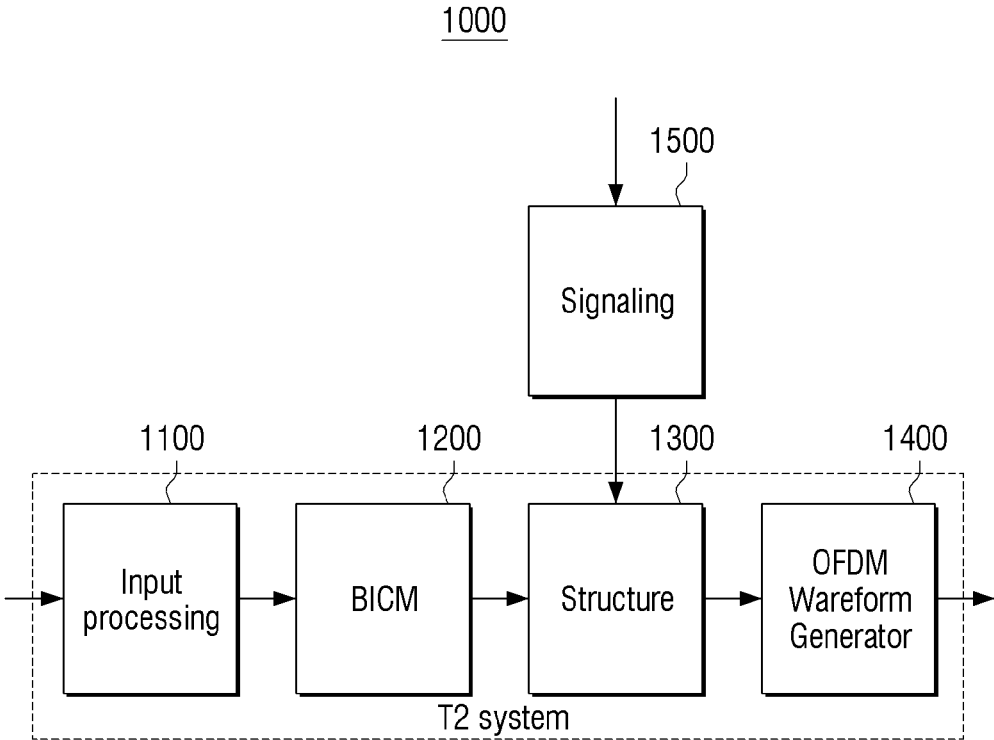 1000
1500
Signaling
1100
1200
1300
1400
Input
processing
BICM
Structure
OFDM
Wareform
Generator
T2 system